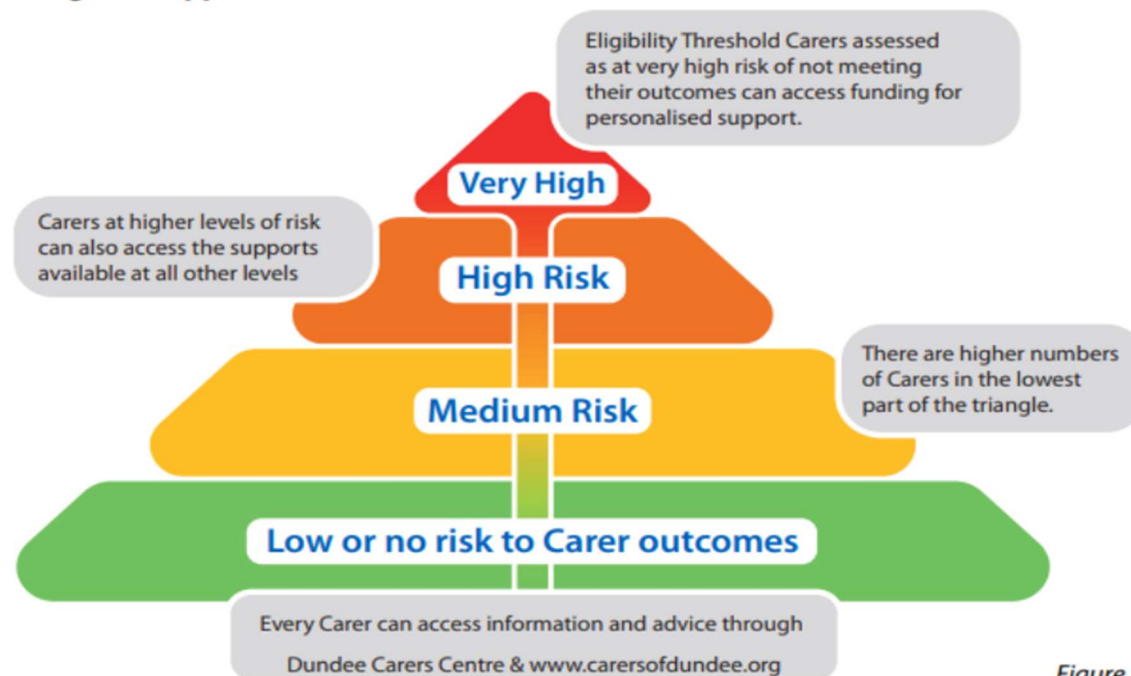 Eligibility Threshold Carers assessed
as at very high risk of not meeting
their outcomes can access funding for
personalised support.
Very High
Carers at higher levels of risk
can also access the supports
available at all other levels
High Risk
There are higher numbers
of Carers in the lowest
part of the triangle.
Medium Risk
Low or no risk to Carer outcomes
Every Carer can access information and advice through
Dundee Carers Centre & www.carersofdundee.org
Figure